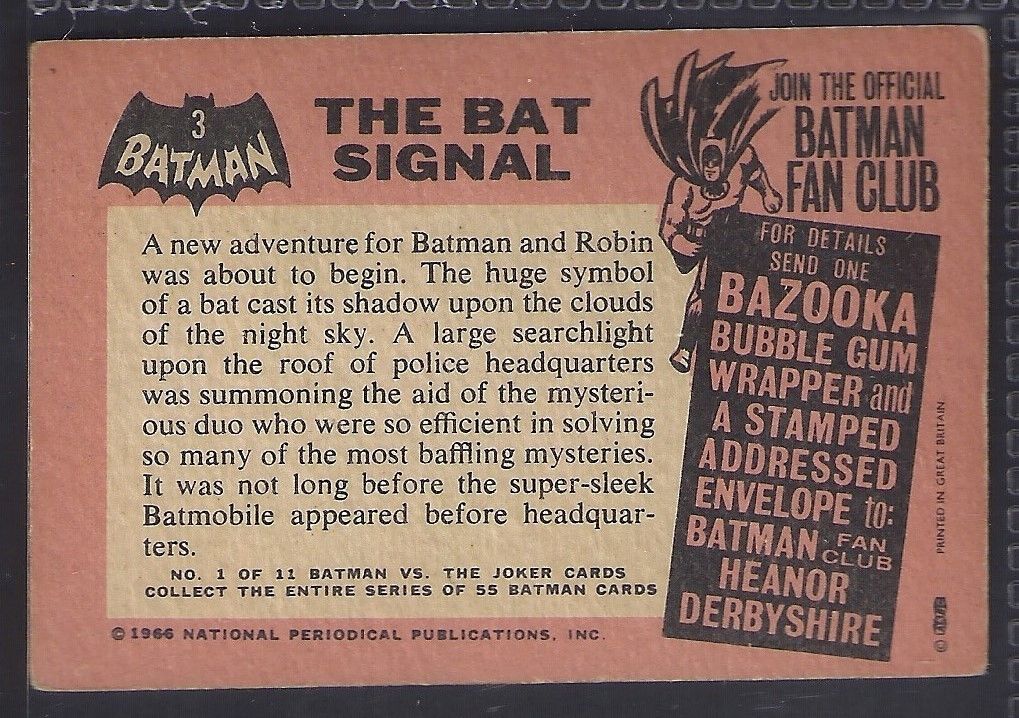 3
BATMAN
THE BAT
SIGNAL
A new adventure for Batman and Robin
was about to begin. The huge symbol
of a bat cast its shadow upon the clouds
of the night sky. A large searchlight
upon the roof of police headquarters
was summoning the aid of the mysteri-
ous duo who were so efficient in solving
so many of the most baffling mysteries.
It was not long before the super-sleek
Batmobile appeared before headquar-
ters.
NO. 1 OF 11 BATMAN VS. THE JOKER CARDS
COLLECT THE ENTIRE SERIES OF 55 BATMAN CARDS
© 1966 NATIONAL PERIODICAL PUBLICATIONS, INC.
JOIN THE OFFICIAL
BATMAN
FAN CLUB
FOR DETAILS
SEND ONE
BAZOOKA
BUBBLE GUM
WRAPPER and
A STAMPED
ADDRESSED
ENVELOPE to:
BATMAN FAN
CLUB
HEANOR
DERBYSHIRE
PRINTED IN GREAT BRITAIN
©